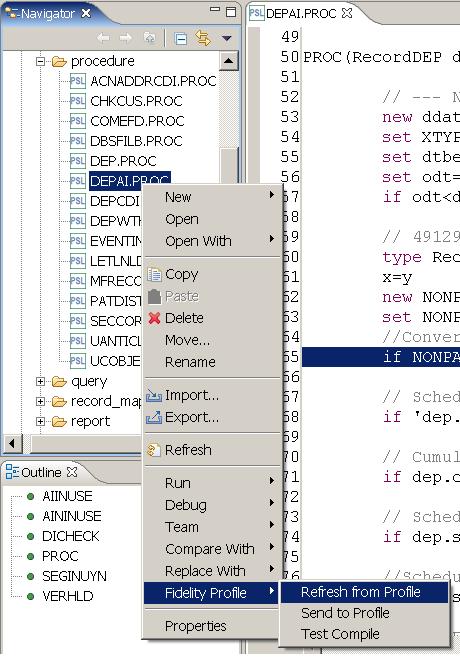 Navigator
procedure
ACNADDRCDI.PROC
CHKCUS.PROC
COMEFD.PROC
DBSFILB.PROC
DEP.PROC
DEPAI.PROC
DEPCDI
DEPWTH
EVENTIN
LETLNLD
MFRECO
PATDIST
SECCOR
UANTICL
UCOBJE
query
record_ma
report
New
Open
Open With
Copy
Paste
Delete
Move...
Rename
Import...
Export...
Refresh
Run
Debug
Team
Compare With
Replace With
Fidelity Profile
Properties
Refresh from Profile
Send to Profile
Test Compile
Outline
AIINUSE
AININUSE
DICHECK
PROC
SEGINUYN
VERHLD
DEPAI.PROC
49
50 PROC(RecordDEP d
51
52 // --- N
53 new ddat
54 set XTYP
55 set dtbe
56 set odt=
57 if odt<d
58
59 // 49129
60 type Rec
61 x=y
62 new NONP
63 set NONP
64 //Conver
65 if NONPA
66
67 // Sched
68 if 'dep.
69
70 // Cumul
71 if dep.c
72
73 // Sched
74 if dep.s
75
76 //Schedu